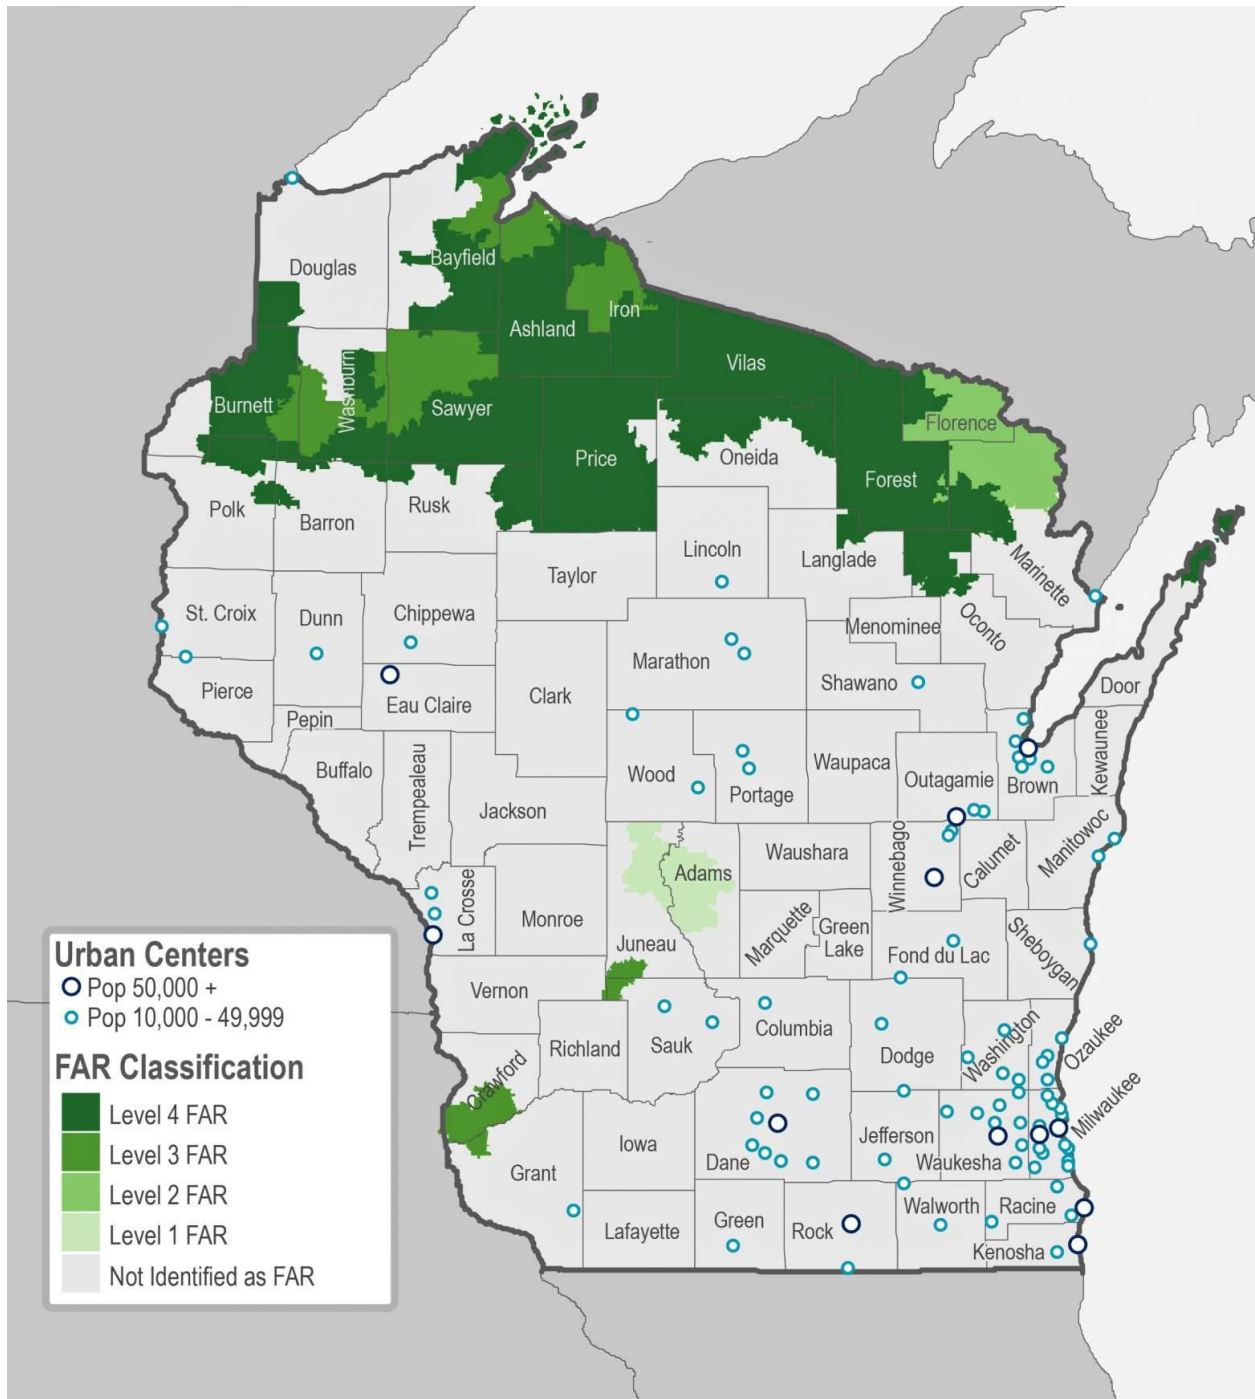 Douglas
Bayfield
Ashland
Iron
Vilas
Burnett
Washburn
Sawyer
Florence
Price
Oneida
Forest
Polk
Barron
Rusk
Lincoln
Langlade
Marinette
Taylor
St. Croix
Dunn
Chippewa
Menominee
Oconto
Marathon
Shawano
Door
Pierce
Eau Claire
Clark
Pepin
Buffalo
Trempealeau
Wood
Portage
Waupaca
Outagamie
Brown
Kewaunee
Jackson
Adams
Waushara
Winnebago
Calumet
Manitowoc
La Crosse
Monroe
Juneau
Marquette
Green
Lake
Fond du Lac
Sheboygan
Vernon
Richland
Sauk
Columbia
Dodge
Washington
Ozaukee
Crawford
Iowa
Dane
Jefferson
Waukesha
Milwaukee
Grant
Lafayette
Green
Rock
Walworth
Racine
Kenosha
Urban Centers
Pop 50,000 +
Pop 10,000 - 49,999
FAR Classification
Level 4 FAR
Level 3 FAR
Level 2 FAR
Level 1 FAR
Not Identified as FAR